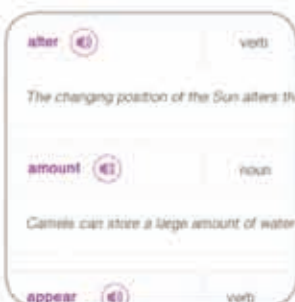 alter verb
The changing position of the Sun alters th
amount noun
Camels can store a large amount of water
appear verb